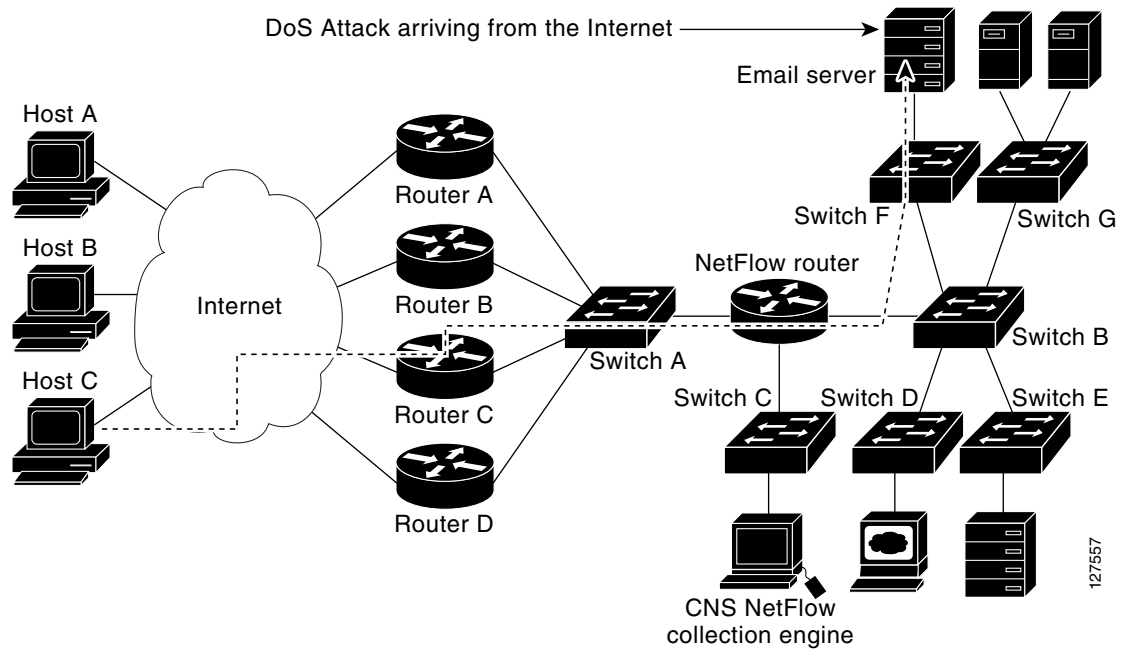 DoS Attack arriving from the Internet
Email server
Host A
Router A
Switch F
Switch G
Host B
NetFlow router
Internet
Router B
Switch B
Switch A
Host C
Switch C
Switch D
Switch E
Router C
Router D
127557
CNS NetFlow
collection engine